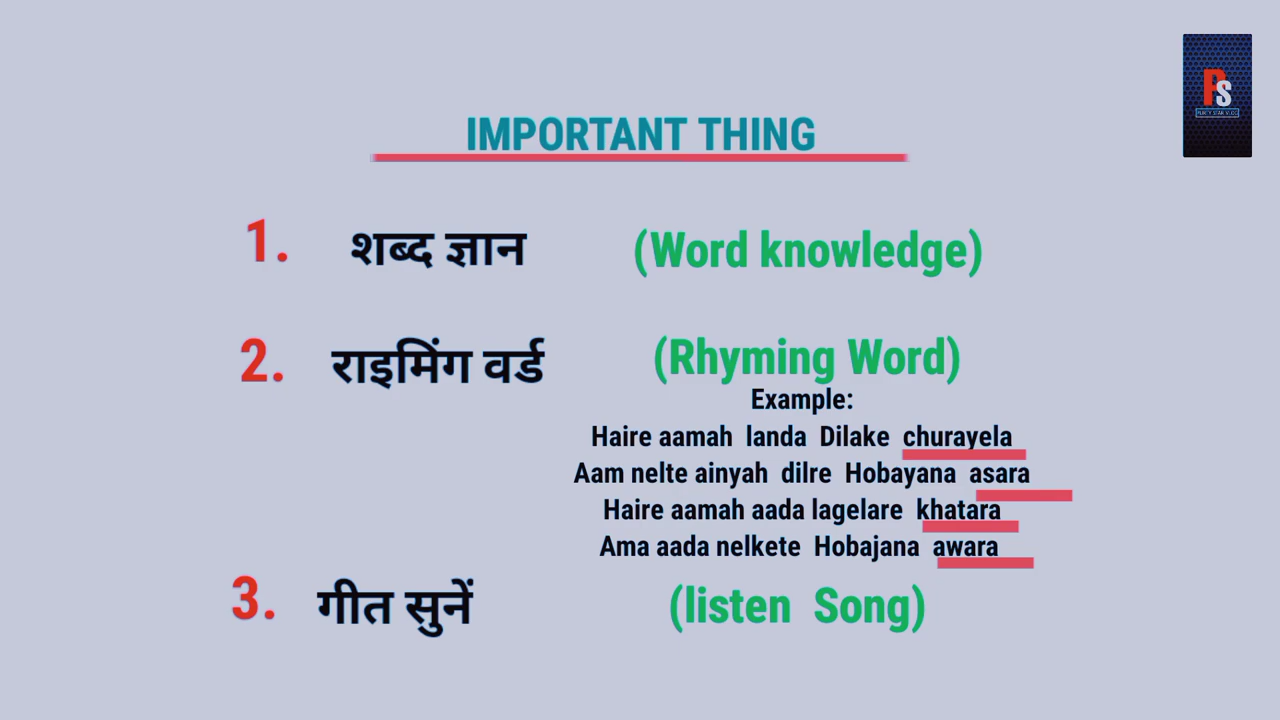 IMPORTANT THING
PS
1. शब्द ज्ञान (Word knowledge)
2. राइमिंग वर्ड (Rhyming Word)
Example:
Haire aamah landa Dilake churayela
Aam nelte ainyah dilre Hobayana asara
Haire aamah aada lagelare khatara
Ama aada nelkete Hobajana awara
3. गीत सुनें (listen Song)